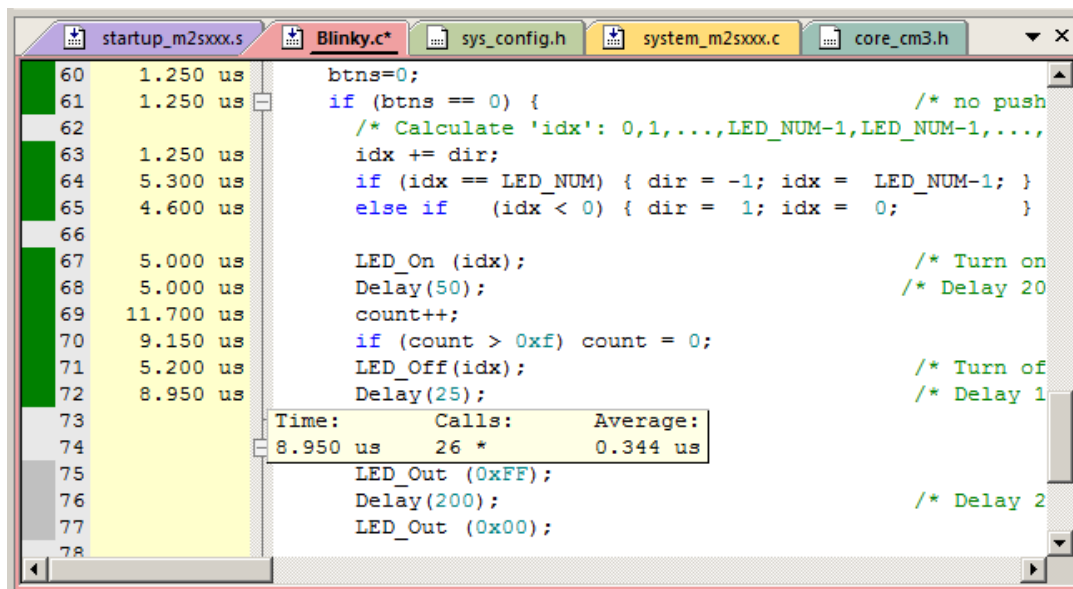 startup_m2sxxx.s Blinky.c* sys_config.h system_m2sxxx.c core_cm3.h
60 1.250 us btns=0;
61 1.250 us if (btns == 0) { /* no push
62 /* Calculate 'idx': 0,1,...,LED_NUM-1,LED_NUM-1,...,
63 1.250 us idx += dir;
64 5.300 us if (idx == LED_NUM) { dir = -1; idx = LED_NUM-1; }
65 4.600 us else if (idx < 0) { dir = 1; idx = 0; }
66
67 5.000 us LED_On (idx); /* Turn on
68 5.000 us Delay(50); /* Delay 20
69 11.700 us count++;
70 9.150 us if (count > 0xf) count = 0;
71 5.200 us LED_Off(idx); /* Turn of
72 8.950 us Delay(25); /* Delay 1
73 Time: Calls: Average:
74 8.950 us 26 * 0.344 us
75 LED_Out (0xFF);
76 Delay(200); /* Delay 2
77 LED_Out (0x00);
78